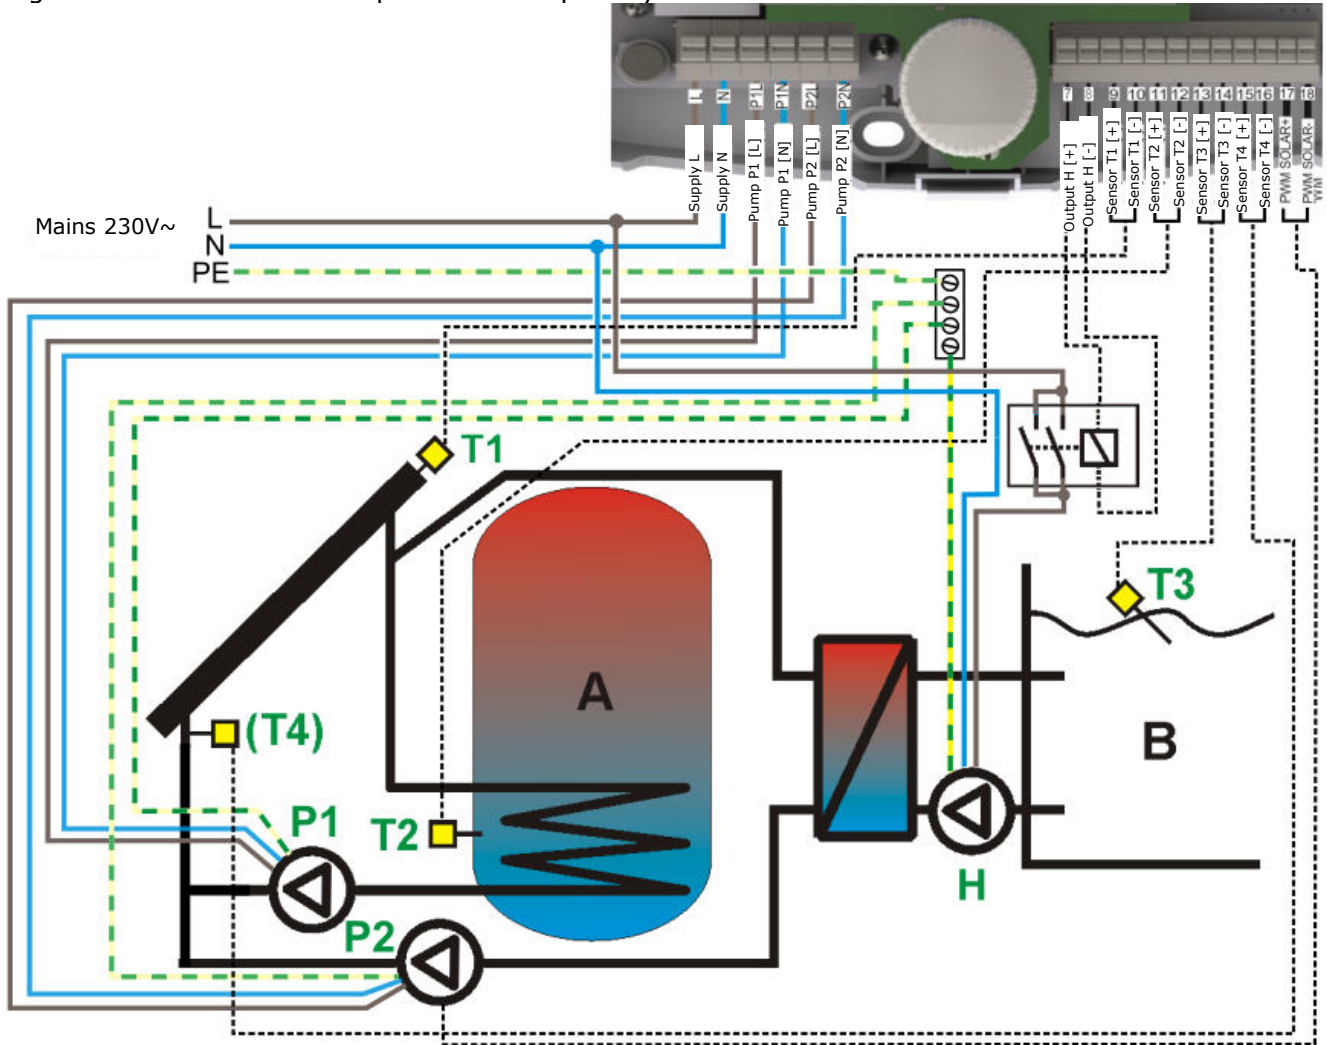 L
N
P1L
P1N
P2L
P2N
7
8
9
10
11
12
13
14
15
16
17
18
Supply L
Supply N
Pump P1 [L]
Pump P1 [N]
Pump P2 [L]
Pump P2 [N]
Output H [+]
Output H [-]
Sensor T1 [+]
Sensor T1 [-]
Sensor T2 [+]
Sensor T2 [-]
Sensor T3 [+]
Sensor T3 [-]
Sensor T4 [+]
Sensor T4 [-]
PWM SOLAR+
PWM SOLAR-
Mains 230V~
L
N
PE
T1
T3
A
B
(T4)
P1
T2
H
P2